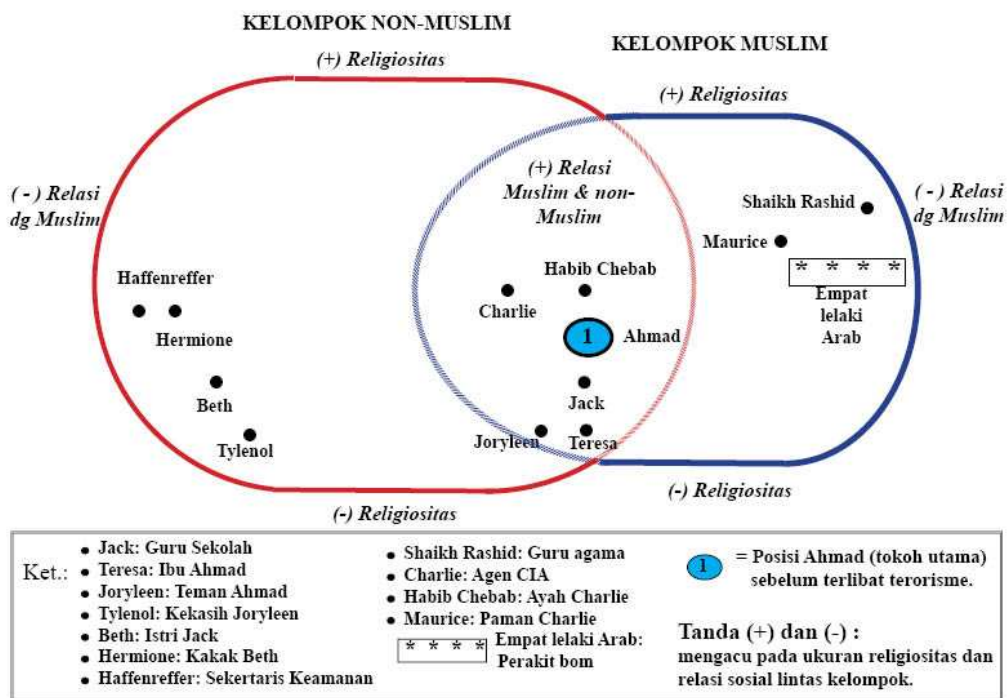 KELOMPOK NON-MUSLIM
KELOMPOK MUSLIM
(+) Religiositas
(+) Religiositas
( - ) Relasi
dg Muslim
(+) Relasi
Muslim & non-
Muslim
( - ) Relasi
dg Muslim
Shaikh Rashid
Maurice
* * * *
Empat
lelaki
Arab
Haffenreffer
Hermione
Beth
Tylenol
Habib Chebab
Charlie
1
Ahmad
Jack
Joryleen
Teresa
(-) Religiositas
(-) Religiositas
Ket.:
Jack: Guru Sekolah
Teresa: Ibu Ahmad
Joryleen: Teman Ahmad
Tylenol: Kekasih Joryleen
Beth: Istri Jack
Hermione: Kakak Beth
Haffenreffer: Sekertaris Keamanan
Shaikh Rashid: Guru agama
Charlie: Agen CIA
Habib Chebab: Ayah Charlie
Maurice: Paman Charlie
* * * * Empat lelaki Arab:
Perakit bom
1 = Posisi Ahmad (tokoh utama)
sebelum terlibat terorisme.
Tanda (+) dan (-) :
mengacu pada ukuran religiositas dan
relasi sosial lintas kelompok.